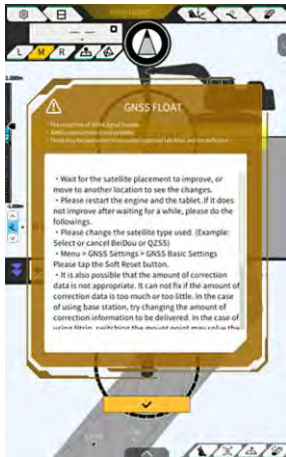 L
M
R
1.000m
GNSS FLOAT
・Wait for the satellite placement to improve, or
move to another location to see the changes.
・Please restart the engine and the tablet. If it does
not improve after waiting for a while, please do the
followings.
・Please change the satellite type used. (Example:
Select or cancel BeiDou or QZSS)
・Menu > GNSS Settings > GNSS Basic Settings
Please tap the Soft Reset button.
・It is also possible that the amount of correction
data is not appropriate. It can not fix if the amount of
correction data is too much or too little. In the case
of using base station, try changing the amount of
correction information to be delivered. In the case of
using Ntrip, switching the mount point may solve the
-1.000m